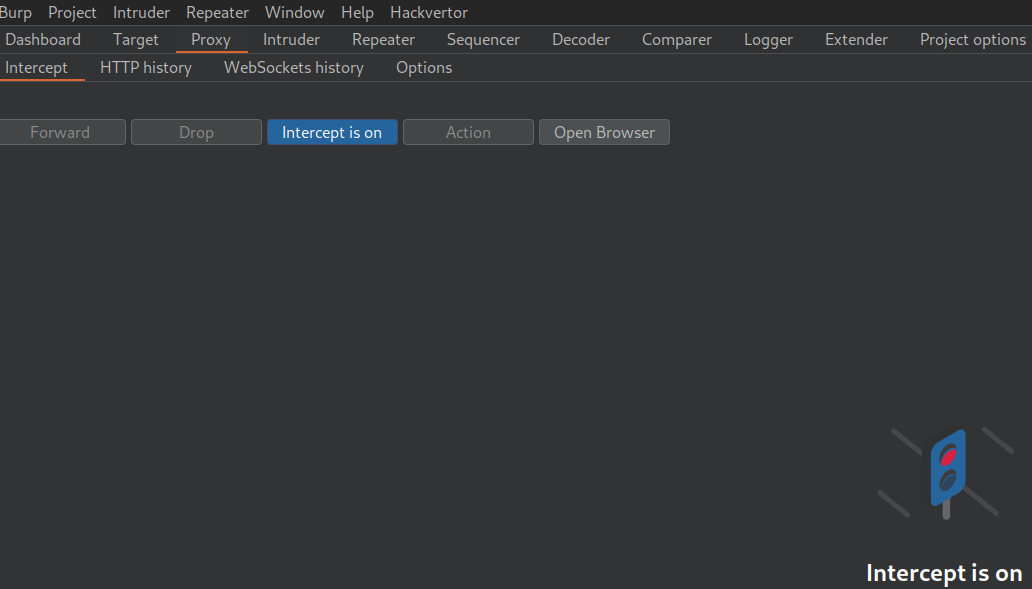 Burp Project Intruder Repeater Window Help Hackvertor
Dashboard Target Proxy Intruder Repeater Sequencer Decoder Comparer Logger Extender Project options
Intercept HTTP history WebSockets history Options
Forward Drop Intercept is on Action Open Browser
Intercept is on